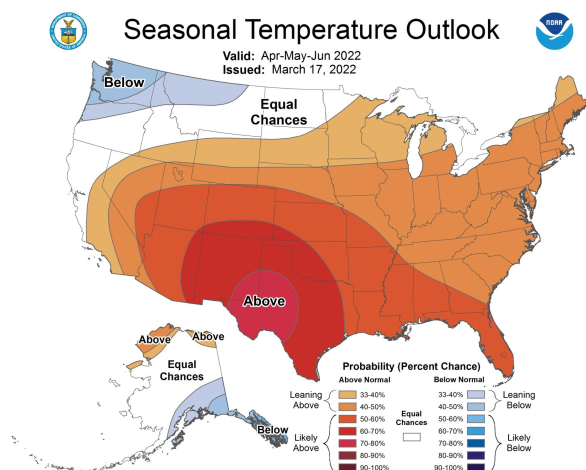 Seasonal Temperature Outlook
NOAA
Valid: Apr-May-Jun 2022
Issued: March 17, 2022
Below
Equal
Chances
Above
Above
Above
Equal
Chances
Below
Probability (Percent Chance)
Above Normal
Below Normal
Leaning
Above
33-40%
40-50%
Likely
Above
50-60%
60-70%
70-80%
80-90%
90-100%
Equal
Chances
33-40%
40-50%
Leaning
Below
50-60%
60-70%
70-80%
80-90%
90-100%
Likely
Below